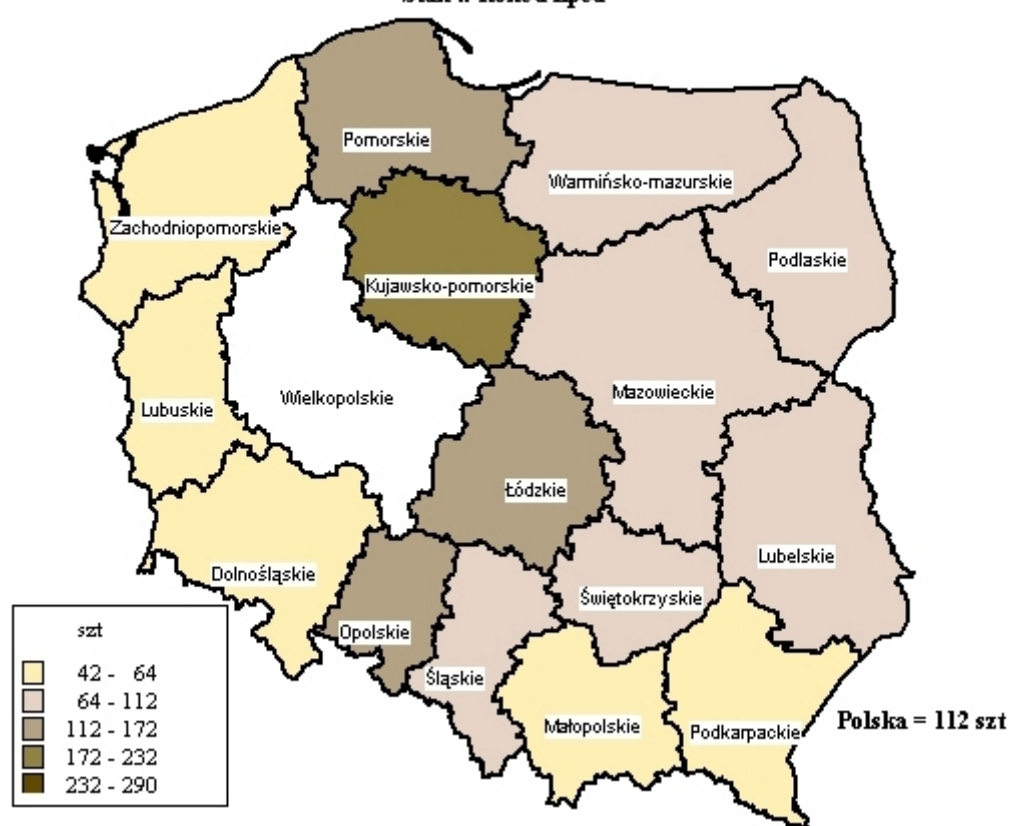 Pomorskie
Warmińsko-mazurskie
Zachodniopomorskie
Podlaskie
Kujawsko-pomorskie
Mazowieckie
Wielkopolskie
Lubuskie
Łódzkie
Lubelskie
Dolnośląskie
Świętokrzyskie
Opolskie
Śląskie
Małopolskie
Podkarpackie
Polska = 112 szt
szt
42 - 64
64 - 112
112 - 172
172 - 232
232 - 290